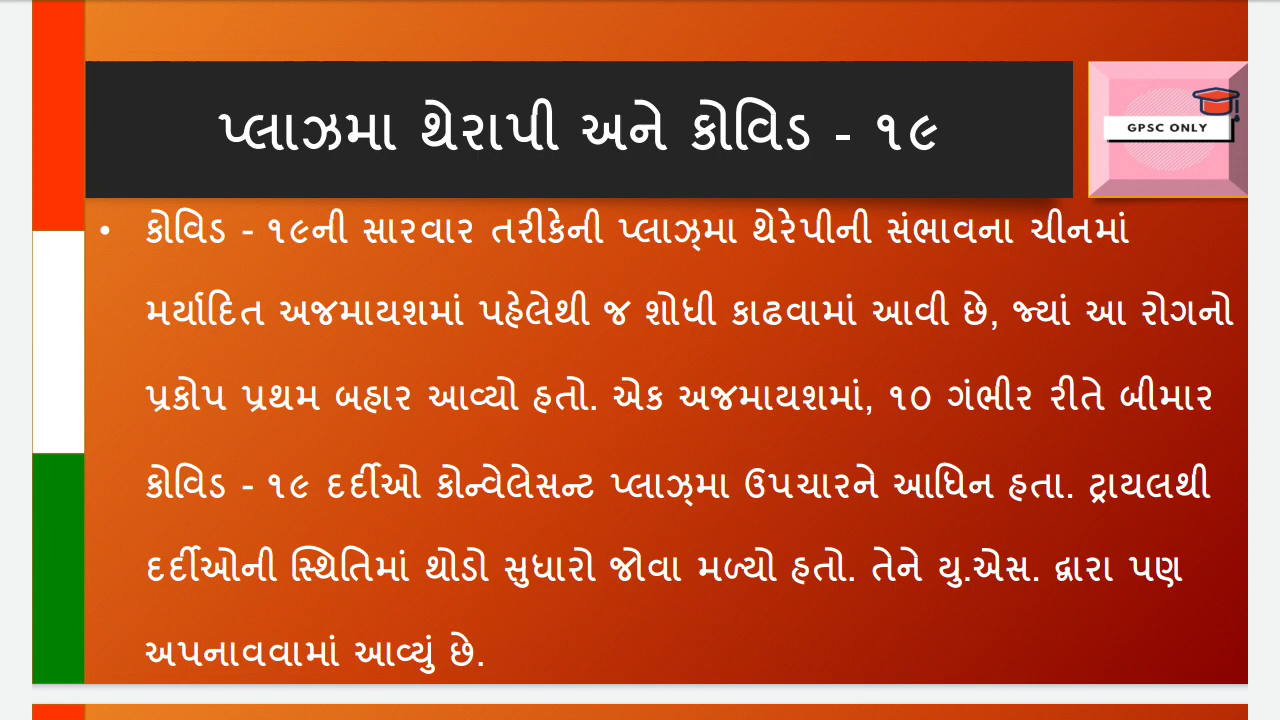 પ્લાઝમા થેરાપી અને કોવિડ - ૧૯
GPSC ONLY
• કોવિડ - ૧૯ની સારવાર તરીકેની પ્લાઝ્મા થેરેપીની સંભાવના ચીનમાં
મર્યાદિત અજમાયશમાં પહેલેથી જ શોધી કાઢવામાં આવી છે, જ્યાં આ રોગનો
પ્રકોપ પ્રથમ બહાર આવ્યો હતો. એક અજમાયશમાં, ૧૦ ગંભીર રીતે બીમાર
કોવિડ - ૧૯ દર્દીઓ કોન્વેલેસન્ટ પ્લાઝ્મા ઉપચારને આધિન હતા. ટ્રાયલથી
દર્દીઓની સ્થિતિમાં થોડો સુધારો જોવા મળ્યો હતો. તેને યુ.એસ. દ્વારા પણ
અપનાવવામાં આવ્યું છે.